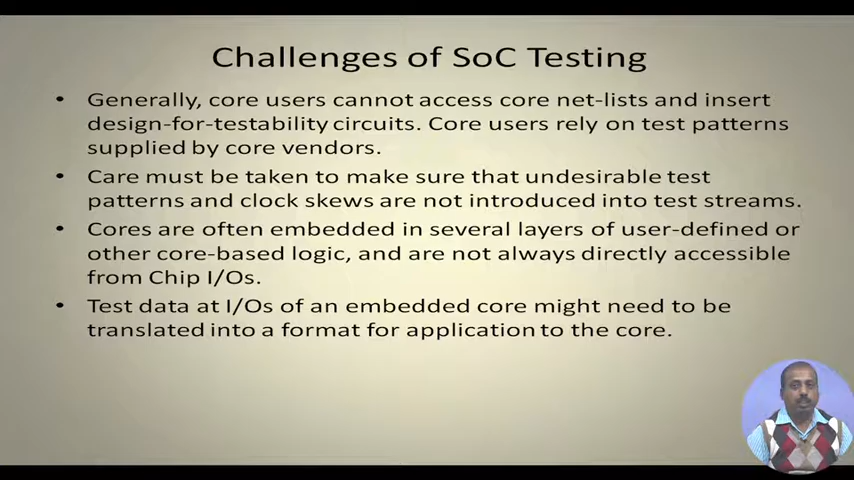 Challenges of SoC Testing
• Generally, core users cannot access core net-lists and insert
design-for-testability circuits. Core users rely on test patterns
supplied by core vendors.
• Care must be taken to make sure that undesirable test
patterns and clock skews are not introduced into test streams.
• Cores are often embedded in several layers of user-defined or
other core-based logic, and are not always directly accessible
from Chip I/Os.
• Test data at I/Os of an embedded core might need to be
translated into a format for application to the core.